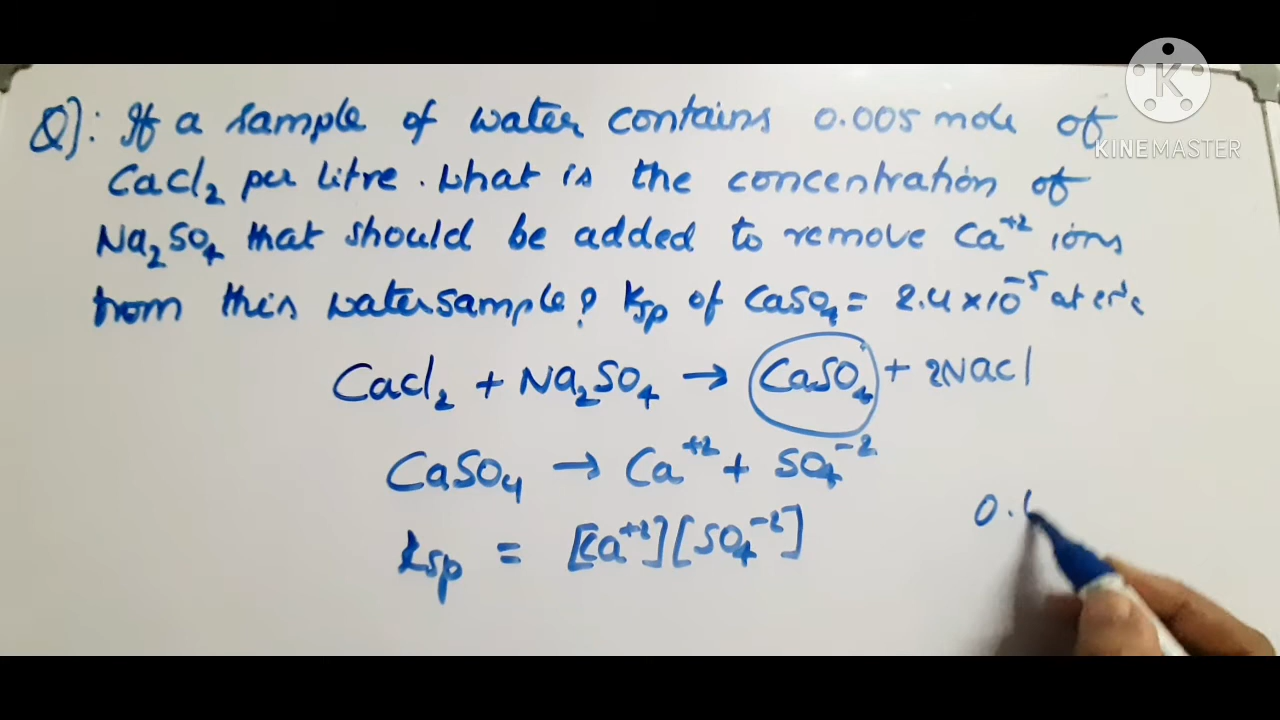 K
KINEMASTER
Q]: If a sample of water contains 0.005 mole of
CaCl₂ per litre. What is the concentration of
Na₂SO₄ that should be added to remove Ca⁺² ions
from this watersample? Ksp of CaSO₄ = 2.4×10⁻⁵ at
CaCl₂ + Na₂SO₄ → CaSO₄ + 2NaCl
CaSO₄ → Ca⁺² + SO₄⁻²
Ksp = [Ca⁺²][SO₄⁻²]
0.